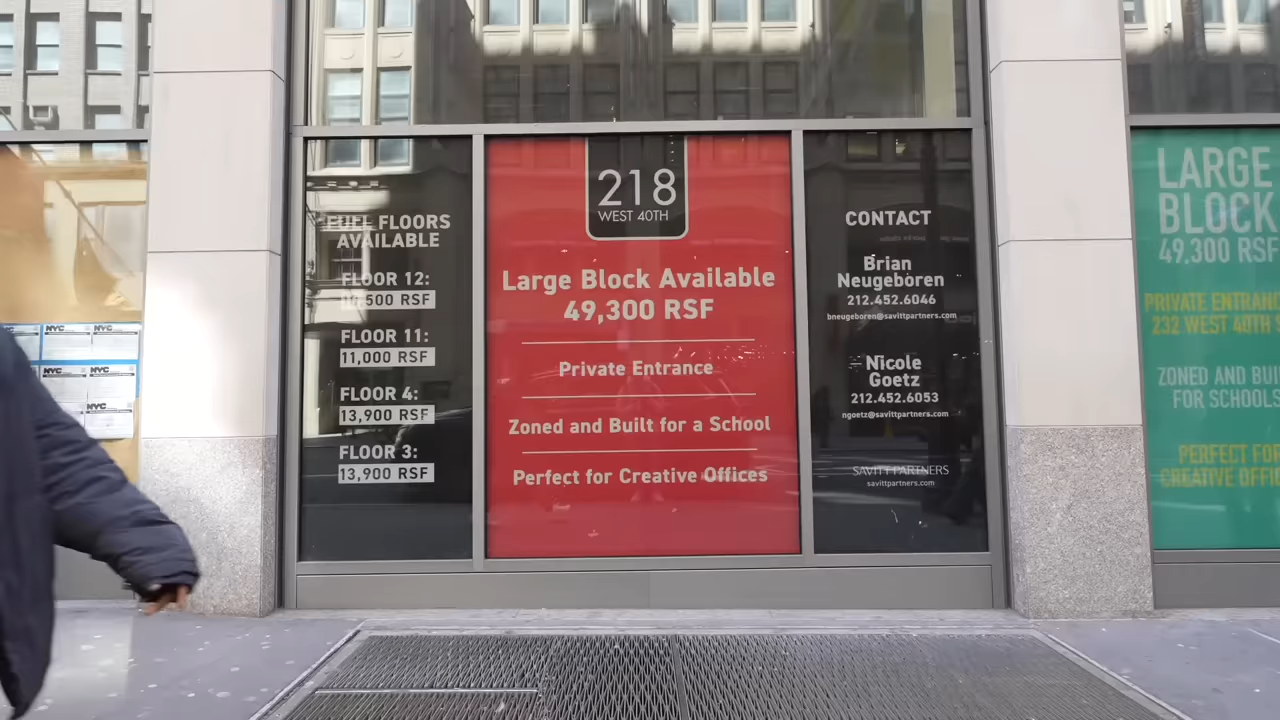 NYC
NYC
NYC
NYC
NYC
FULL FLOORS
AVAILABLE
FLOOR 12:
500 RSF
FLOOR 11:
11,000 RSF
FLOOR 4:
13,900 RSF
FLOOR 3:
13,900 RSF
218
WEST 40TH
Large Block Available
49,300 RSF
Private Entrance
Zoned and Built for a School
Perfect for Creative Offices
CONTACT
Brian
Neugeboren
212.452.6046
bneugeboren@savittpartners.com
Nicole
Goetz
212.452.6053
ngoetz@savittpartners.com
SAVITT PARTNERS
savittpartners.com
LARGE
BLOCK
49,300 RSF
PRIVATE
232 WEST 40TH
ZONED AND
FOR SCHOOLS
PERFECT FOR
CREATIVE